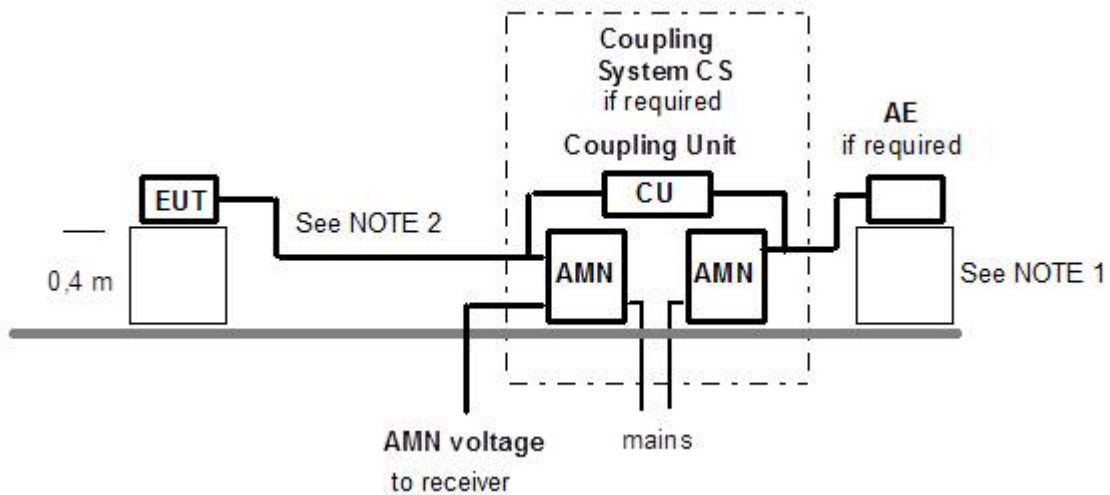 Coupling
System CS
if required
AE
if required
Coupling Unit
EUT
CU
See NOTE 2
0,4 m
AMN
AMN
See NOTE 1
AMN voltage
to receiver
mains